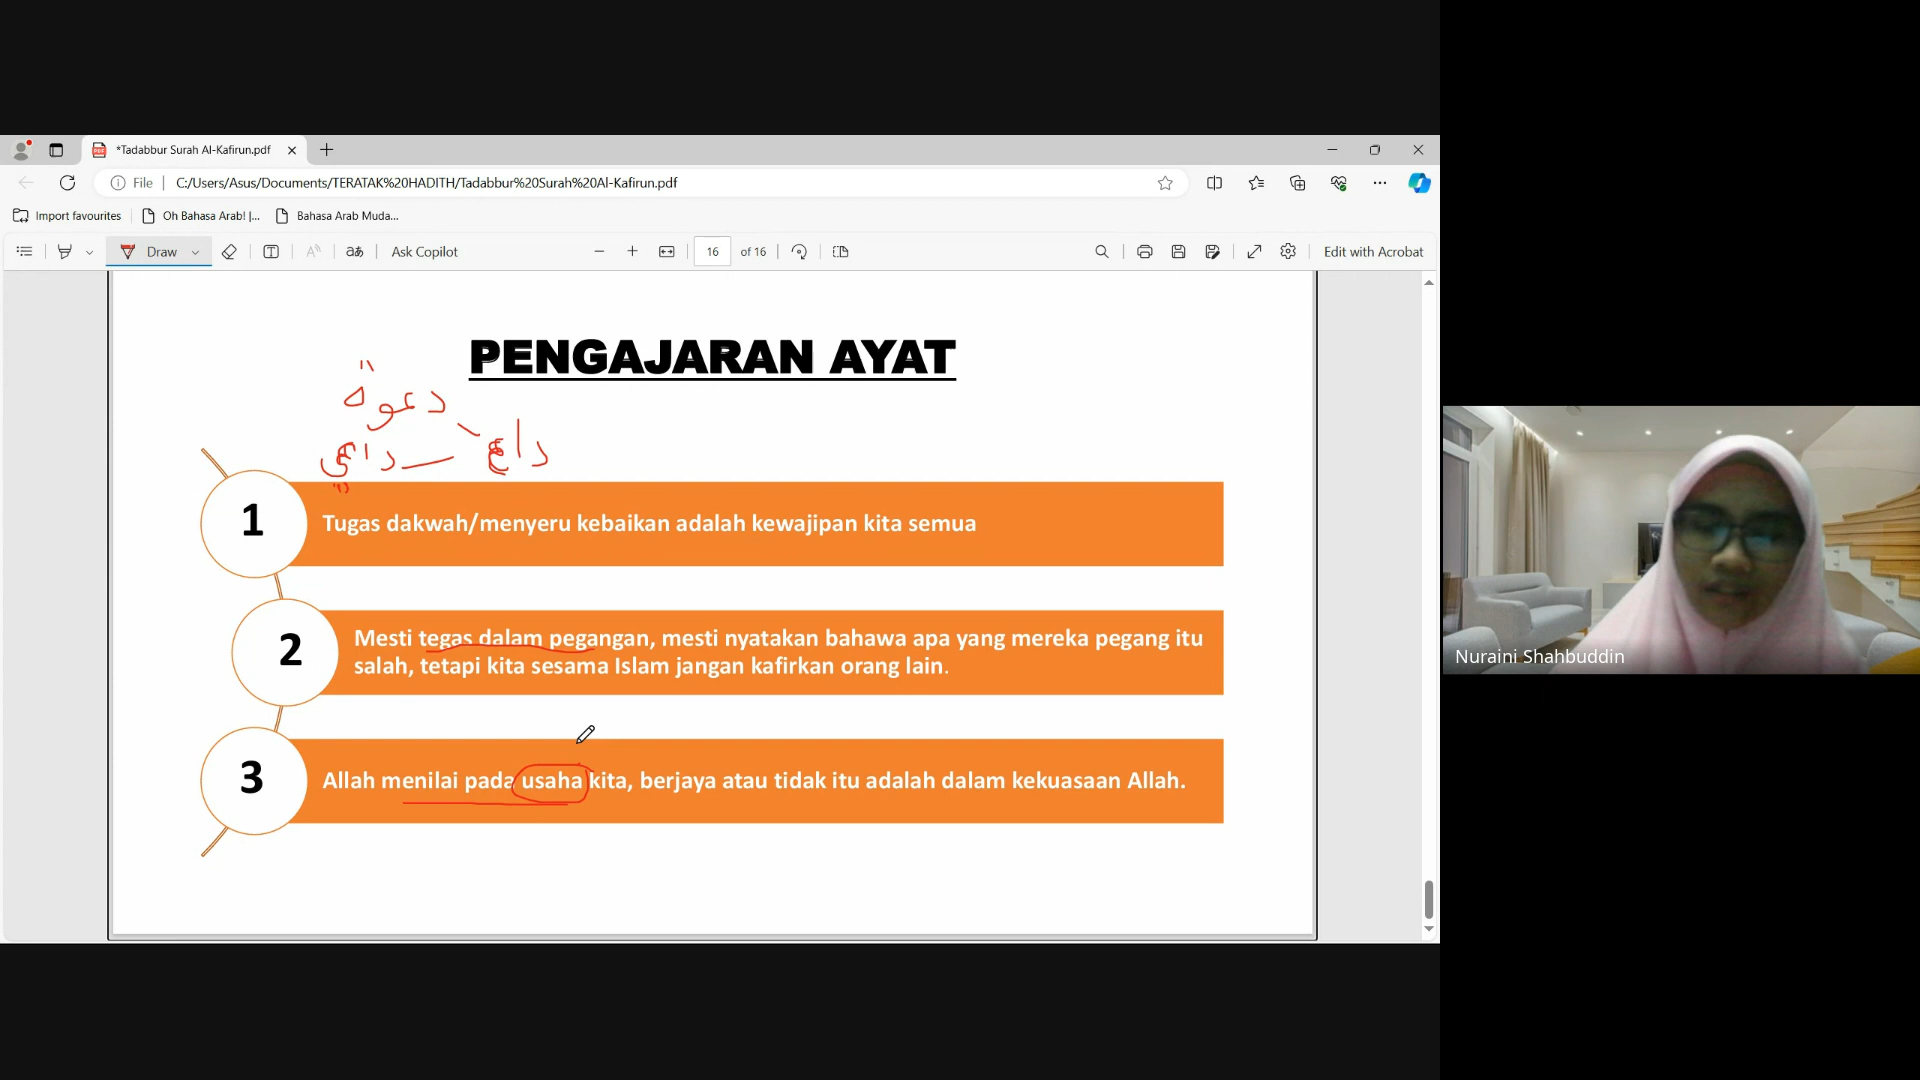 *Tadabbur Surah Al-Kafirun.pdf
File
C:/Users/Asus/Documents/TERATAK%20HADITH/Tadabbur%20Surah%20Al-Kafirun.pdf
Import favourites
Oh Bahasa Arab! |...
Bahasa Arab Muda...
Draw
aあ
Ask Copilot
16 of 16
Edit with Acrobat
PENGAJARAN AYAT
دعوة
داع
داعي
1
Tugas dakwah/menyeru kebaikan adalah kewajipan kita semua
2
Mesti tegas dalam pegangan, mesti nyatakan bahawa apa yang mereka pegang itu
salah, tetapi kita sesama Islam jangan kafirkan orang lain.
3
Allah menilai pada usaha kita, berjaya atau tidak itu adalah dalam kekuasaan Allah.
Nuraini Shahbuddin